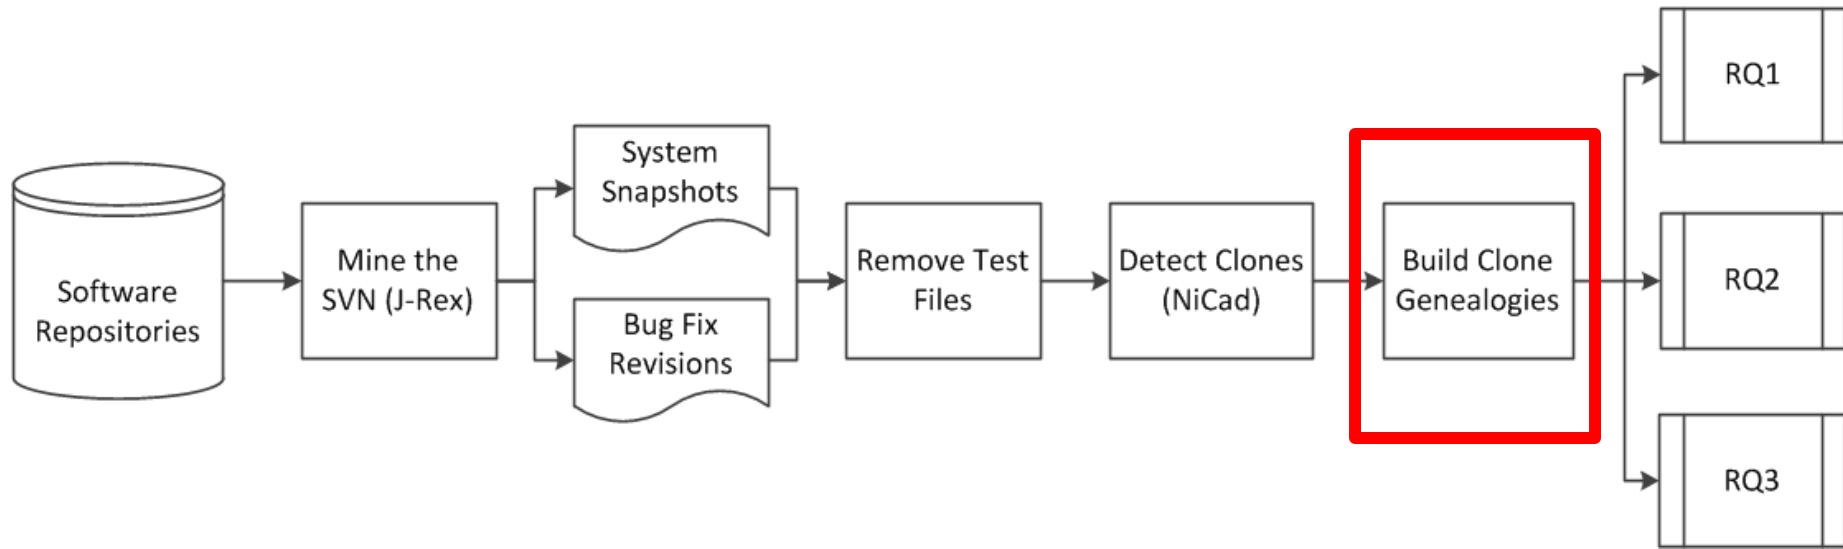 Software
Repositories
Mine the
SVN (J-Rex)
System
Snapshots
Bug Fix
Revisions
Remove Test
Files
Detect Clones
(NiCad)
Build Clone
Genealogies
RQ1
RQ2
RQ3